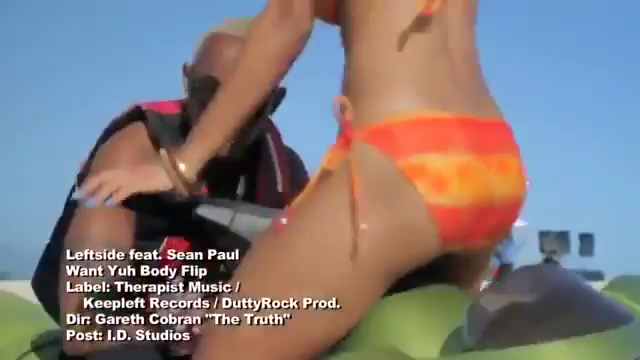 Leftside feat. Sean Paul
Want Yuh Body Flip
Label: Therapist Music /
Keepleft Records / DuttyRock Prod.
Dir: Gareth Cobran "The Truth"
Post: I.D. Studios